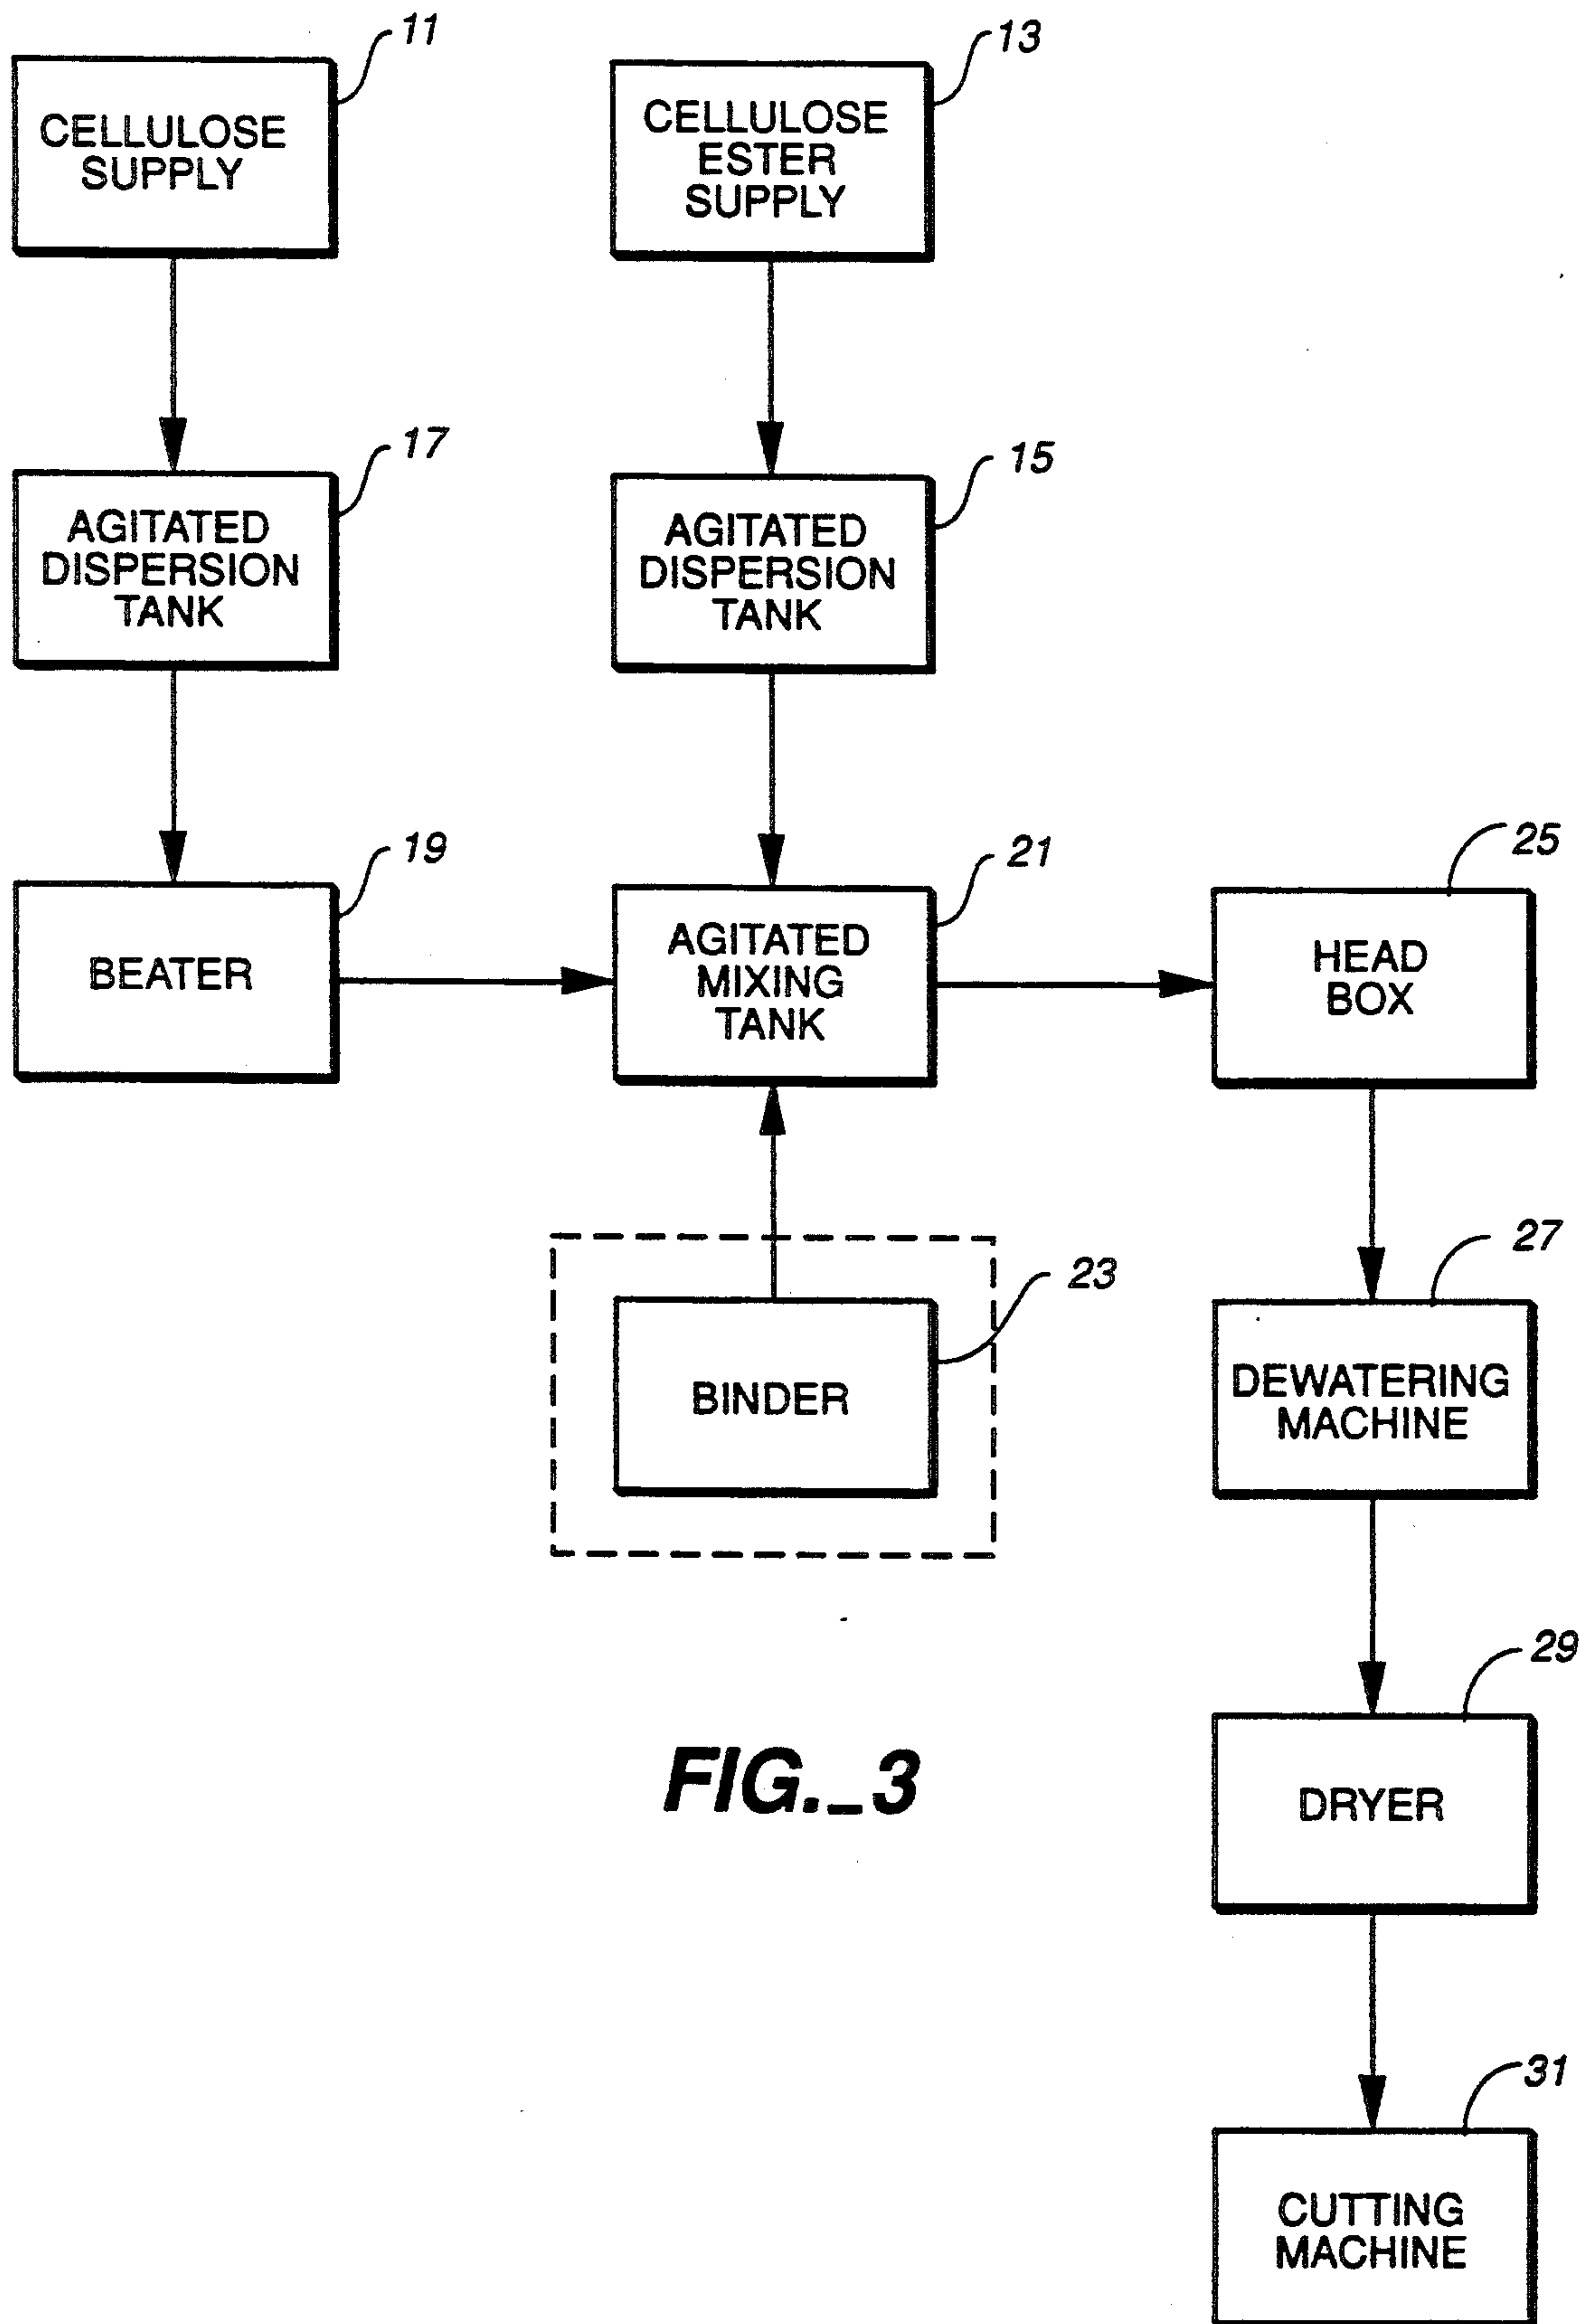 11
CELLULOSE
SUPPLY
13
CELLULOSE
ESTER
SUPPLY
17
AGITATED
DISPERSION
TANK
15
AGITATED
DISPERSION
TANK
19
BEATER
21
AGITATED
MIXING
TANK
25
HEAD
BOX
23
BINDER
27
DEWATERING
MACHINE
29
DRYER
FIG._3
31
CUTTING
MACHINE